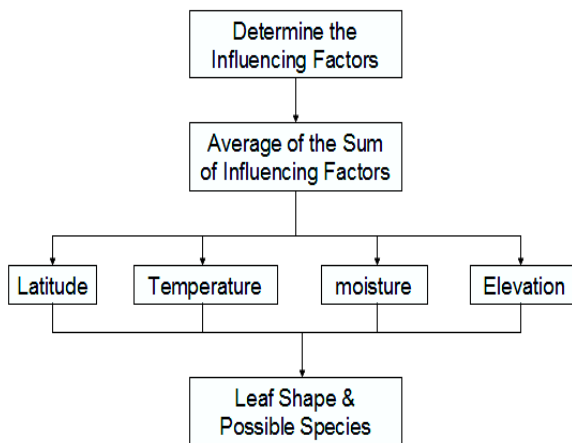 Determine the
Influencing Factors
Average of the Sum
of Influencing Factors
Latitude
Temperature
moisture
Elevation
Leaf Shape &
Possible Species